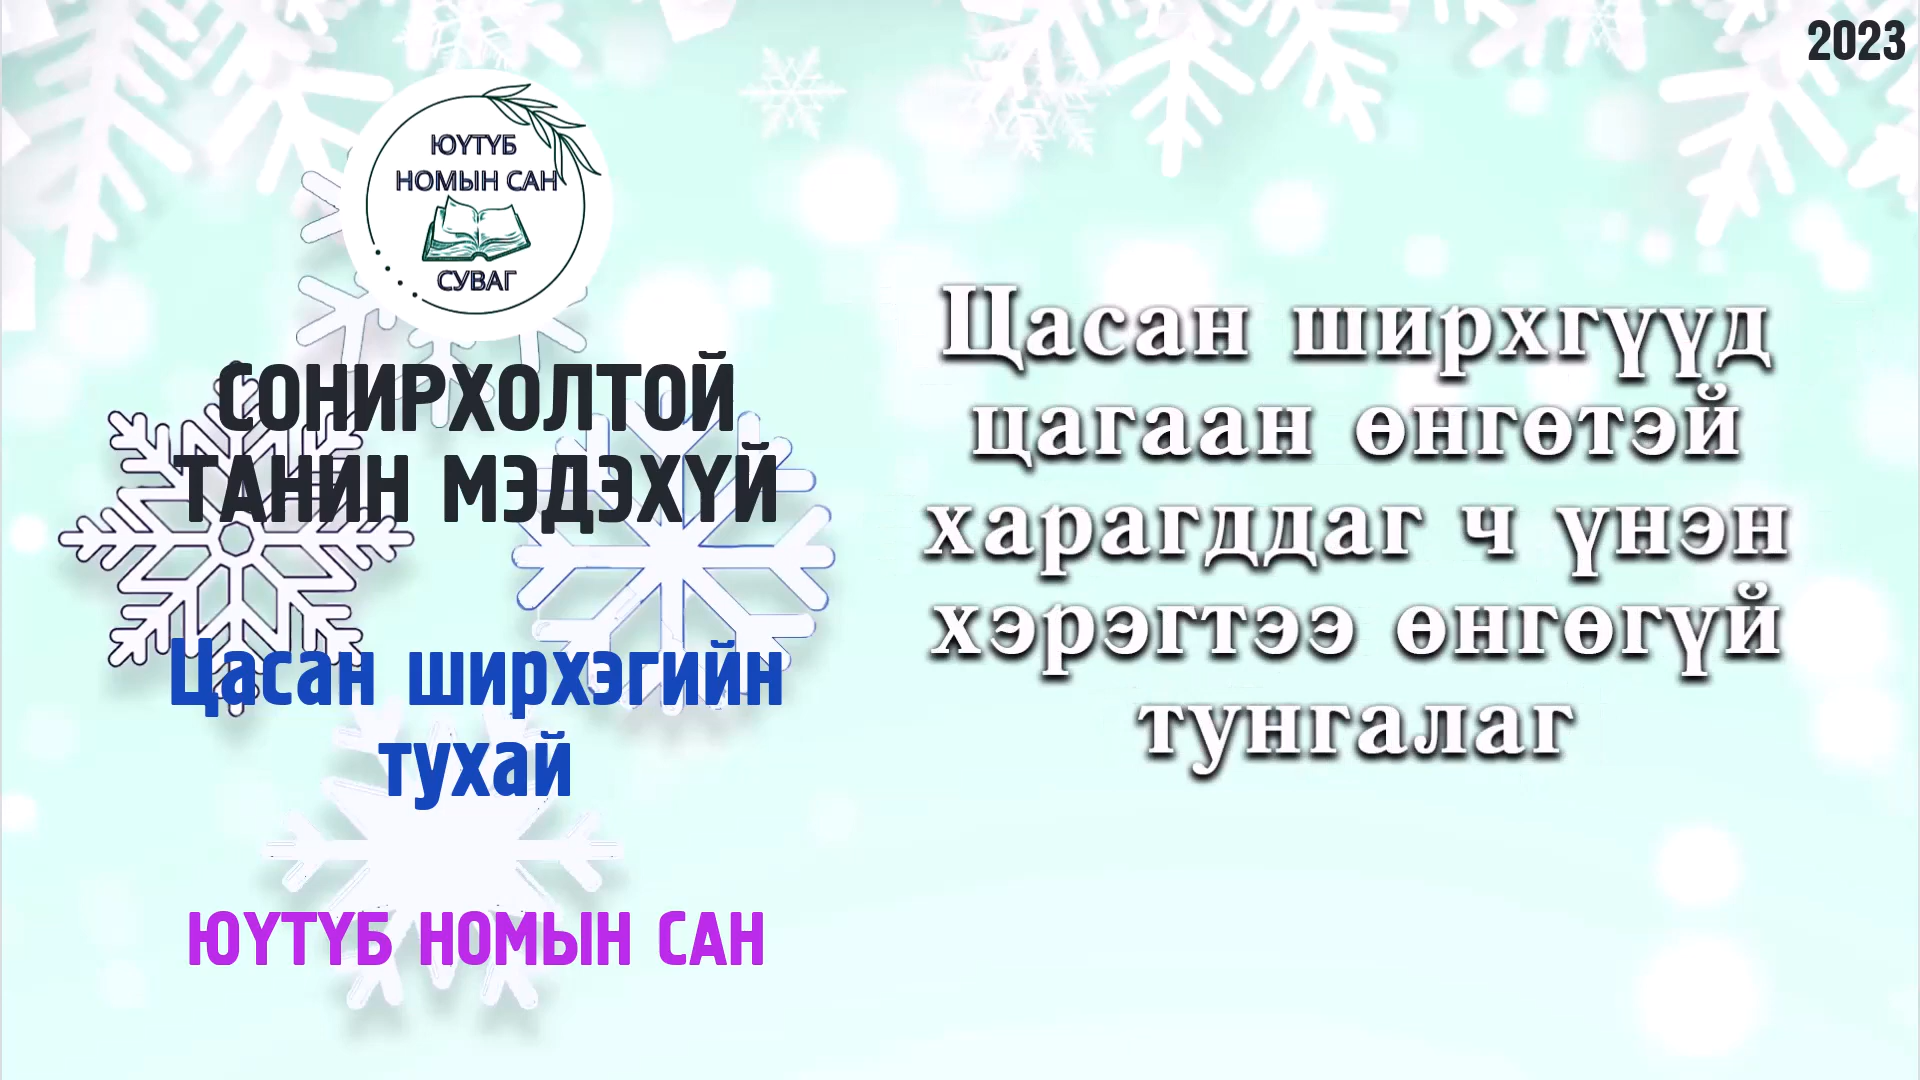 2023
ЮҮТҮБ
НОМЫН САН
СУВАГ
СОНИРХОЛТОЙ
ТАНИН МЭДЭХҮЙ
Цасан ширхэгийн
тухай
ЮҮТҮБ НОМЫН САН
Цасан ширхгүүд
цагаан өнгөтэй
харагддаг ч үнэн
хэрэгтээ өнгөгүй
тунгалаг